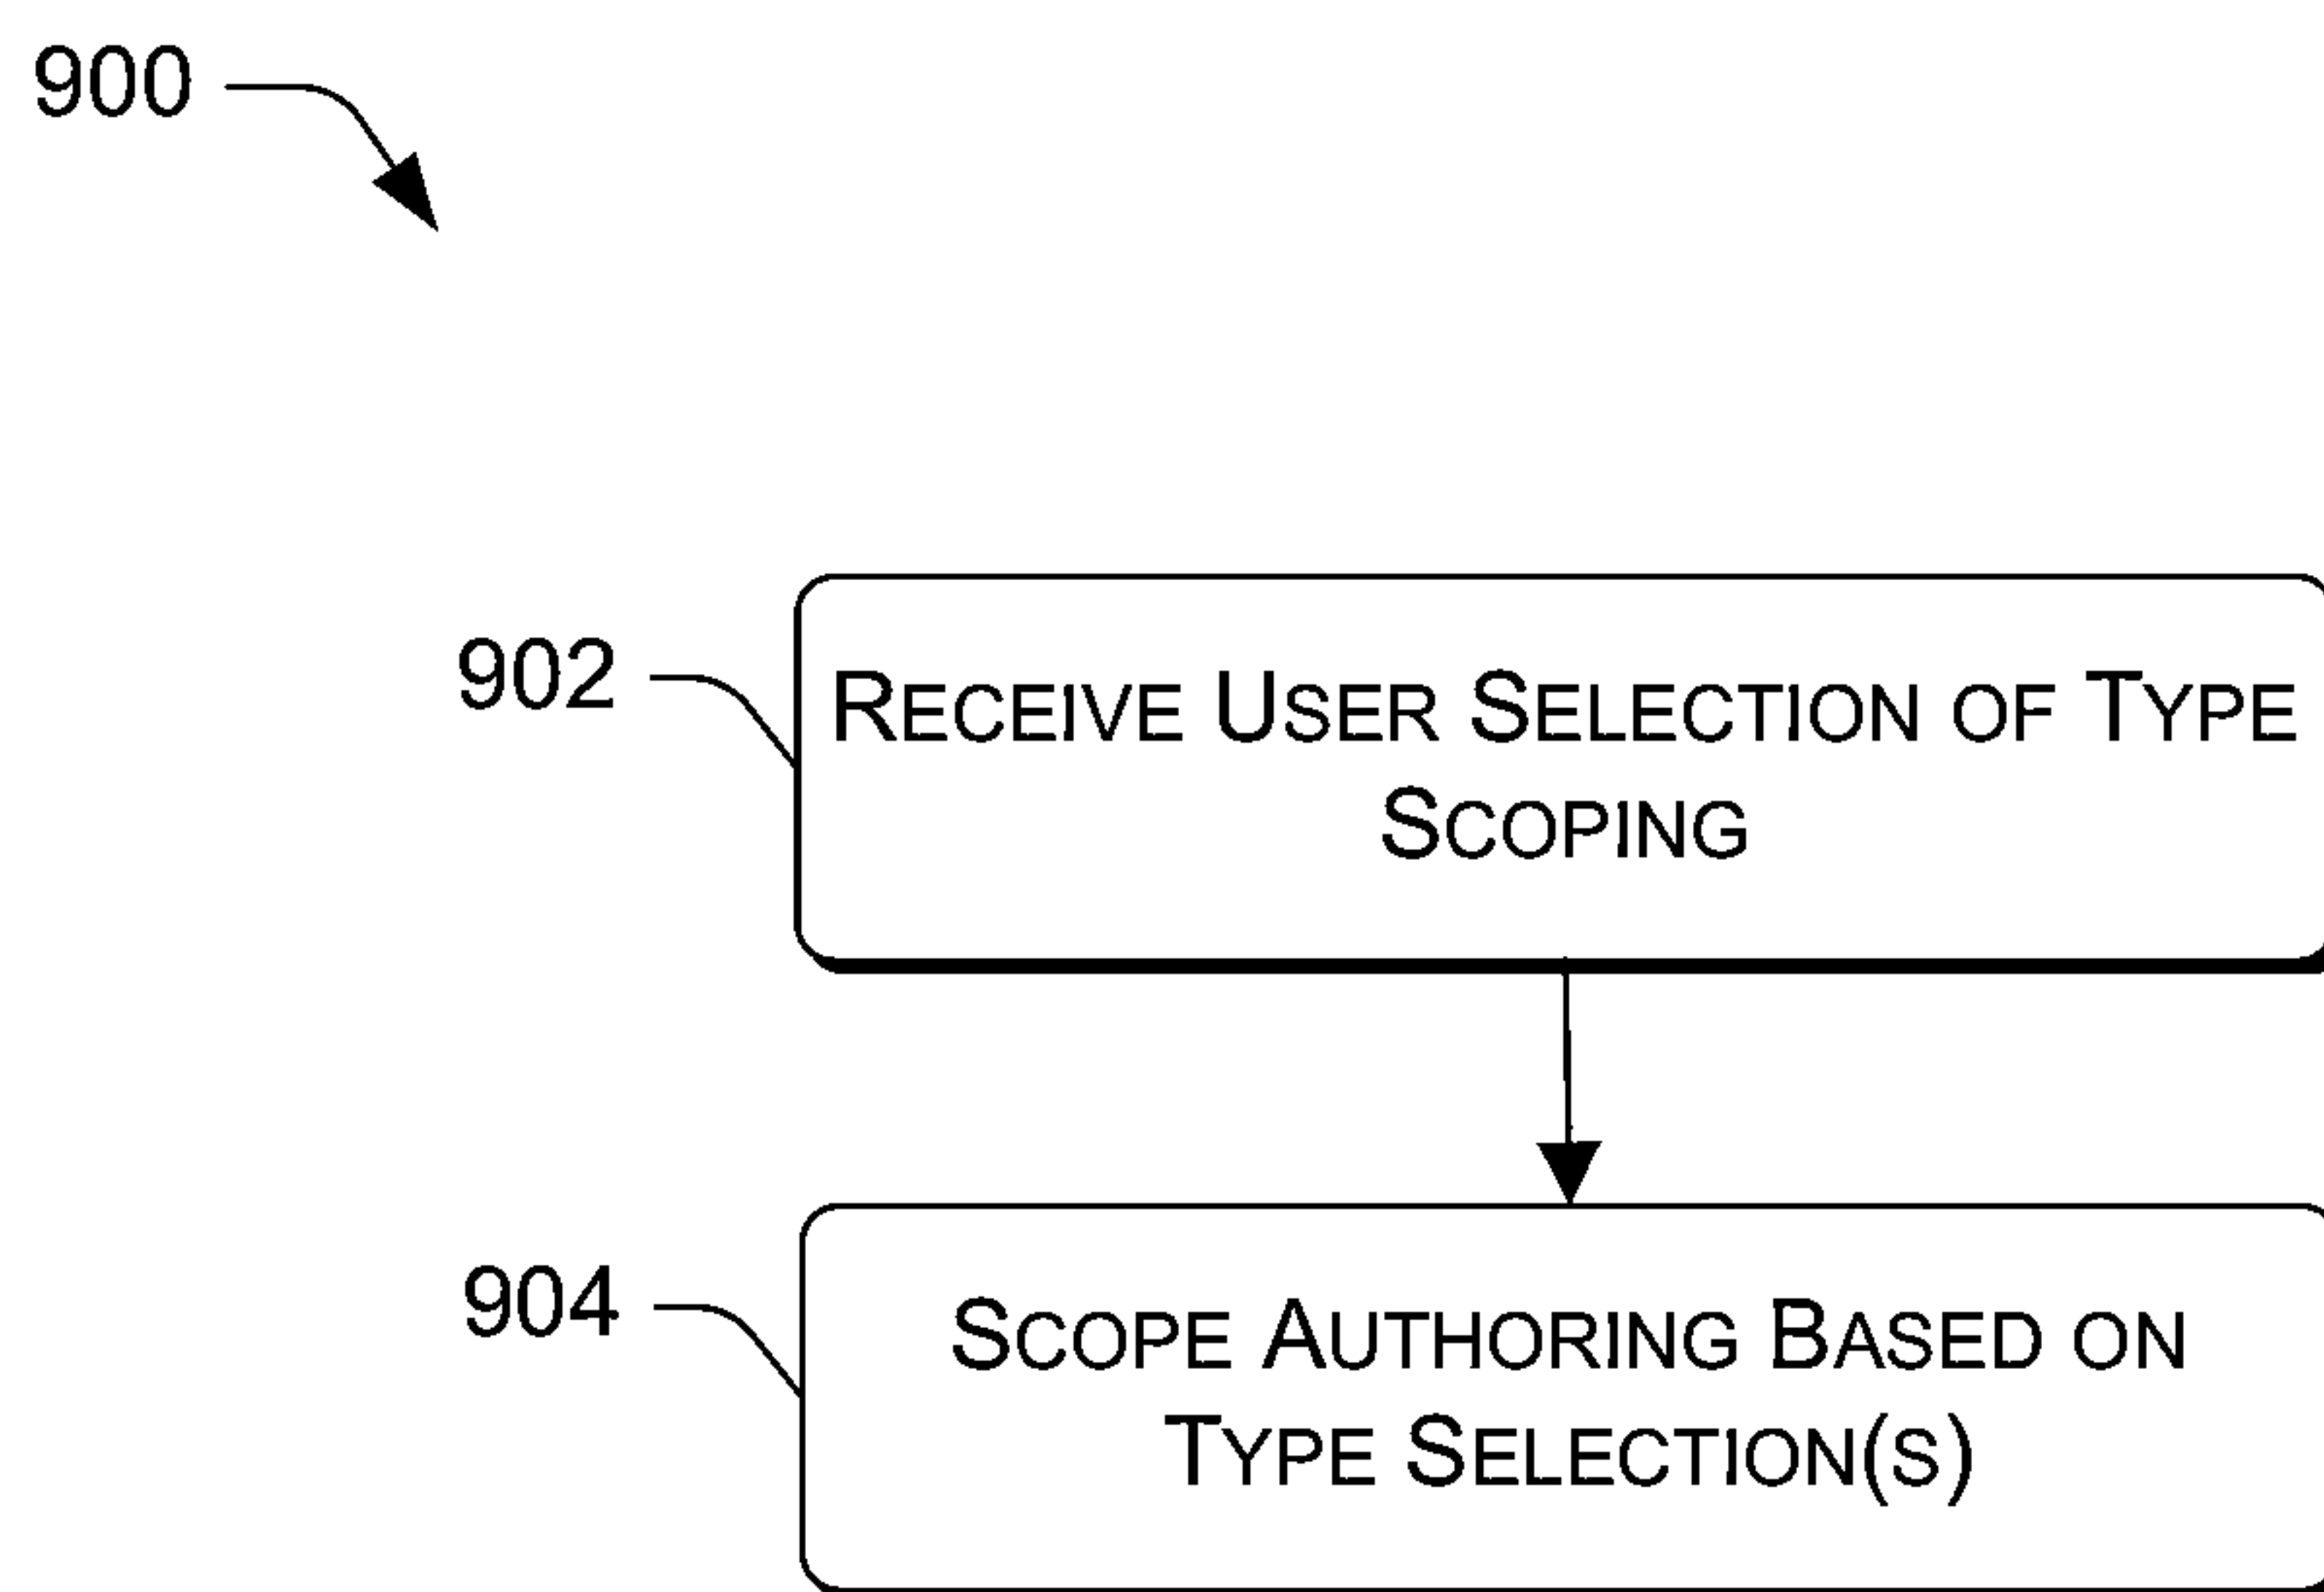 900
902
RECEIVE USER SELECTION OF TYPE
SCOPING
904
SCOPE AUTHORING BASED ON
TYPE SELECTION(S)